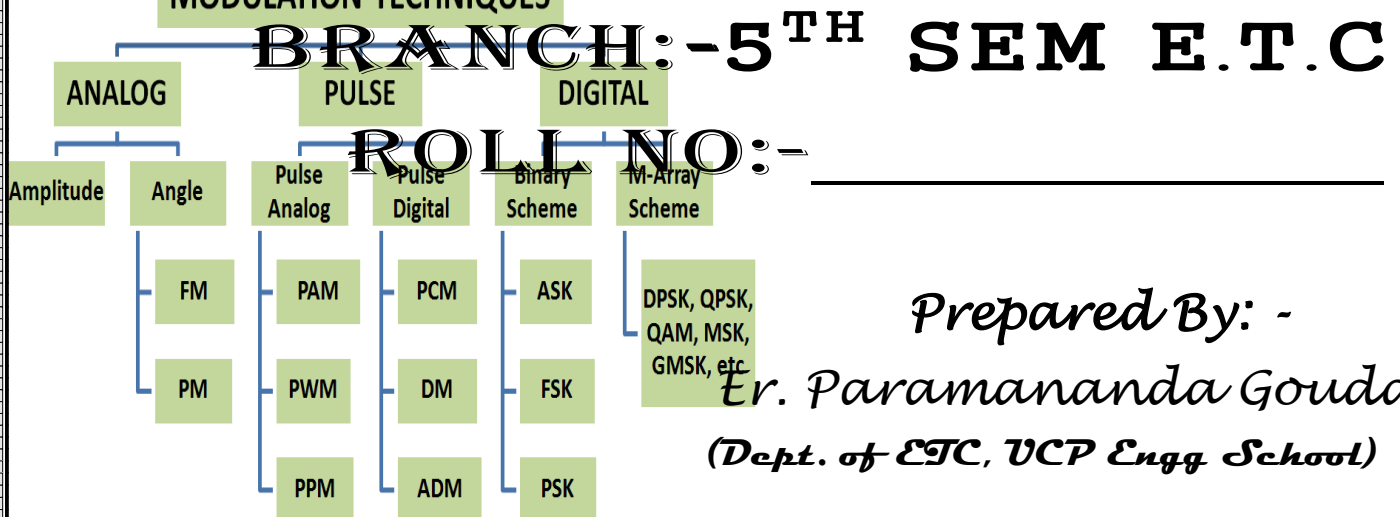 MODULATION TECHNIQUES
BRANCH:-5TH SEM E.T.C
ANALOG PULSE DIGITAL
ROLL NO:-
Amplitude Angle Pulse Analog Pulse Digital Binary Scheme M-Array Scheme
FM PAM PCM ASK
DPSK, QPSK,
QAM, MSK,
GMSK, etc
PM PWM DM FSK
PPM ADM PSK
Prepared By: -
Er. Paramananda Gouda
(Dept. of ETC, UCP Engg School)